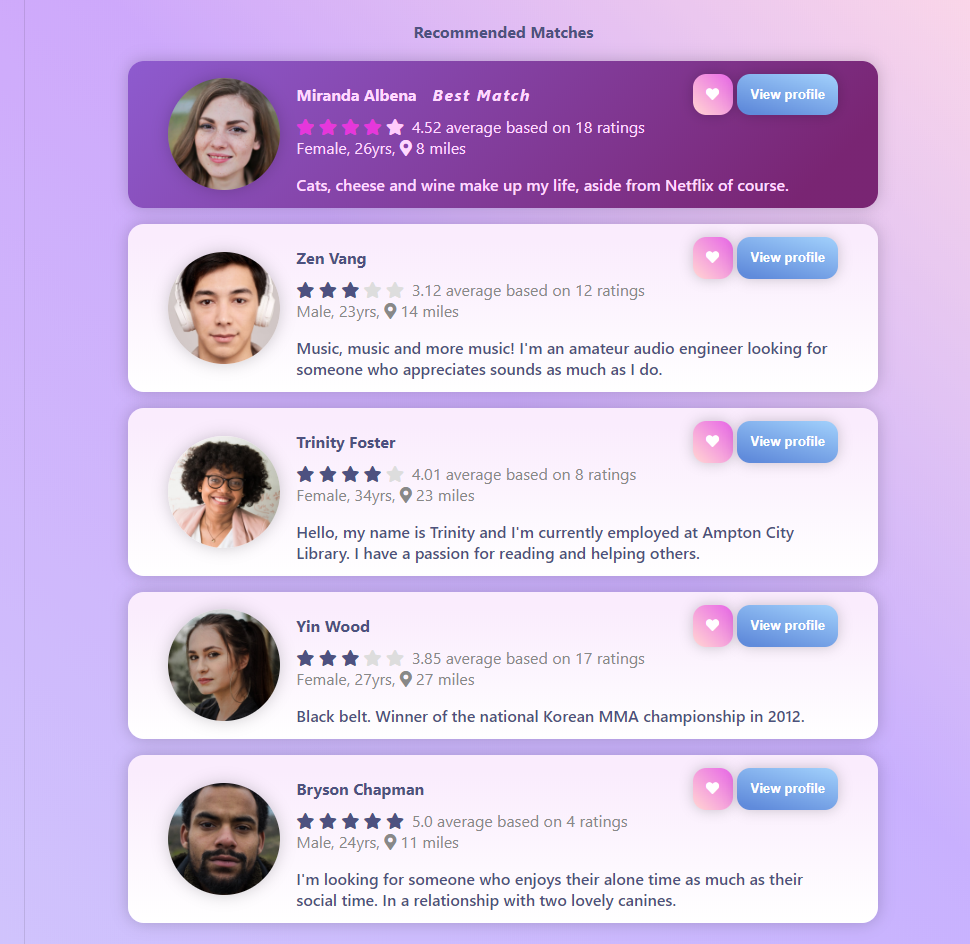 Recommended Matches
Miranda Albena Best Match
View profile
4.52 average based on 18 ratings
Female, 26yrs, 8 miles
Cats, cheese and wine make up my life, aside from Netflix of course.
Zen Vang
View profile
3.12 average based on 12 ratings
Male, 23yrs, 14 miles
Music, music and more music! I'm an amateur audio engineer looking for
someone who appreciates sounds as much as I do.
Trinity Foster
View profile
4.01 average based on 8 ratings
Female, 34yrs, 23 miles
Hello, my name is Trinity and I'm currently employed at Ampton City
Library. I have a passion for reading and helping others.
Yin Wood
View profile
3.85 average based on 17 ratings
Female, 27yrs, 27 miles
Black belt. Winner of the national Korean MMA championship in 2012.
Bryson Chapman
View profile
5.0 average based on 4 ratings
Male, 24yrs, 11 miles
I'm looking for someone who enjoys their alone time as much as their
social time. In a relationship with two lovely canines.